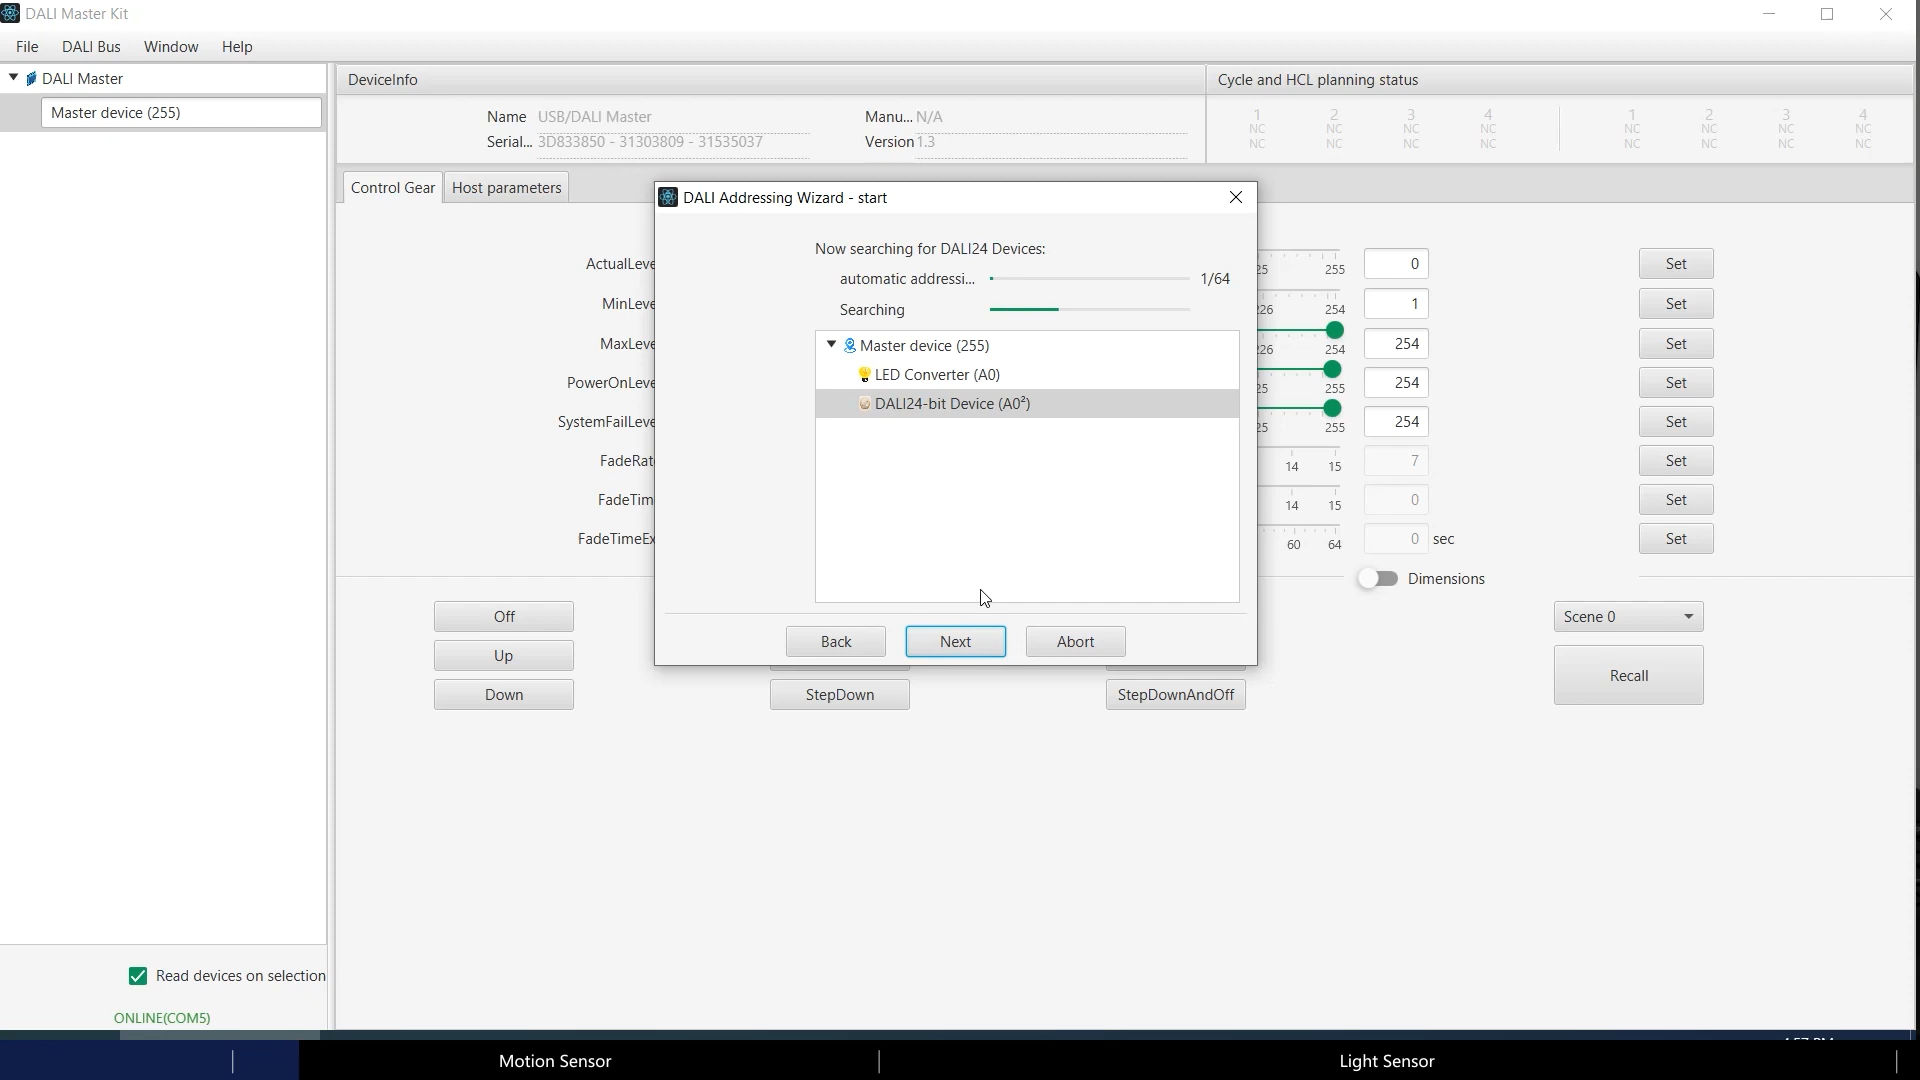 DALI Master Kit
File DALI Bus Window Help
DALI Master
Master device (255)
DeviceInfo
Name USB/DALI Master
Manu... N/A
Serial... 3D833850 - 31303809 - 31535037
Version 1.3
Cycle and HCL planning status
1 2 3 4 1 2 3 4
NC NC NC NC NC NC NC NC
NC NC NC NC NC NC NC NC
Control Gear Host parameters
DALI Addressing Wizard - start
Now searching for DALI24 Devices:
automatic addressi... 1/64
Searching
Master device (255)
LED Converter (A0)
DALI24-bit Device (A0²)
Back Next Abort
ActualLeve 25 255 0 Set
MinLeve 226 254 1 Set
MaxLeve 226 254 254 Set
PowerOnLeve 25 255 254 Set
SystemFailLeve 25 255 254 Set
FadeRat 14 15 7 Set
FadeTim 14 15 0 Set
FadeTimeEx 60 64 0 sec Set
Dimensions
Off
Up
Down
StepDown
StepDownAndOff
Scene 0
Recall
Read devices on selection
ONLINE(COM5)
Motion Sensor
Light Sensor